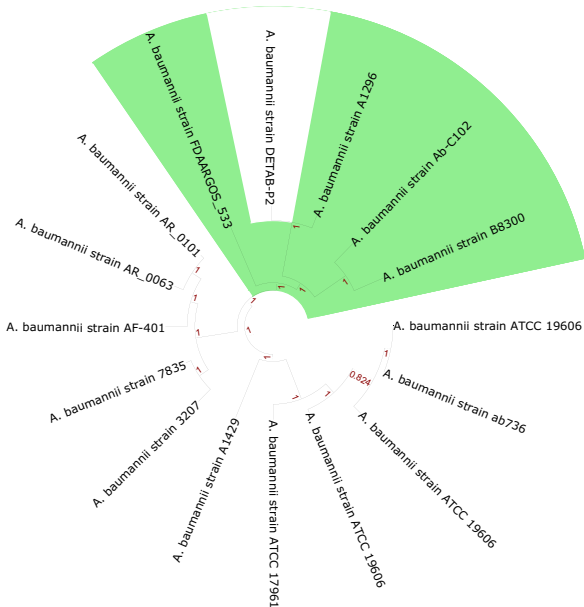 A. baumannii strain FDAARGOS_533
A. baumannii strain DETAB-P2
A. baumannii strain A1296
A. baumannii strain Ab-C102
A. baumannii strain B8300
A. baumannii strain ATCC 19606
A. baumannii strain ab736
A. baumannii strain ATCC 19606
A. baumannii strain ATCC 19606
A. baumannii strain ATCC 17961
A. baumannii strain A1429
A. baumannii strain 3207
A. baumannii strain 7835
A. baumannii strain AF-401
A. baumannii strain AR_0063
A. baumannii strain AR_0101
1
1
1
1
1
1
1
1
1
1
1
1
0.824
1